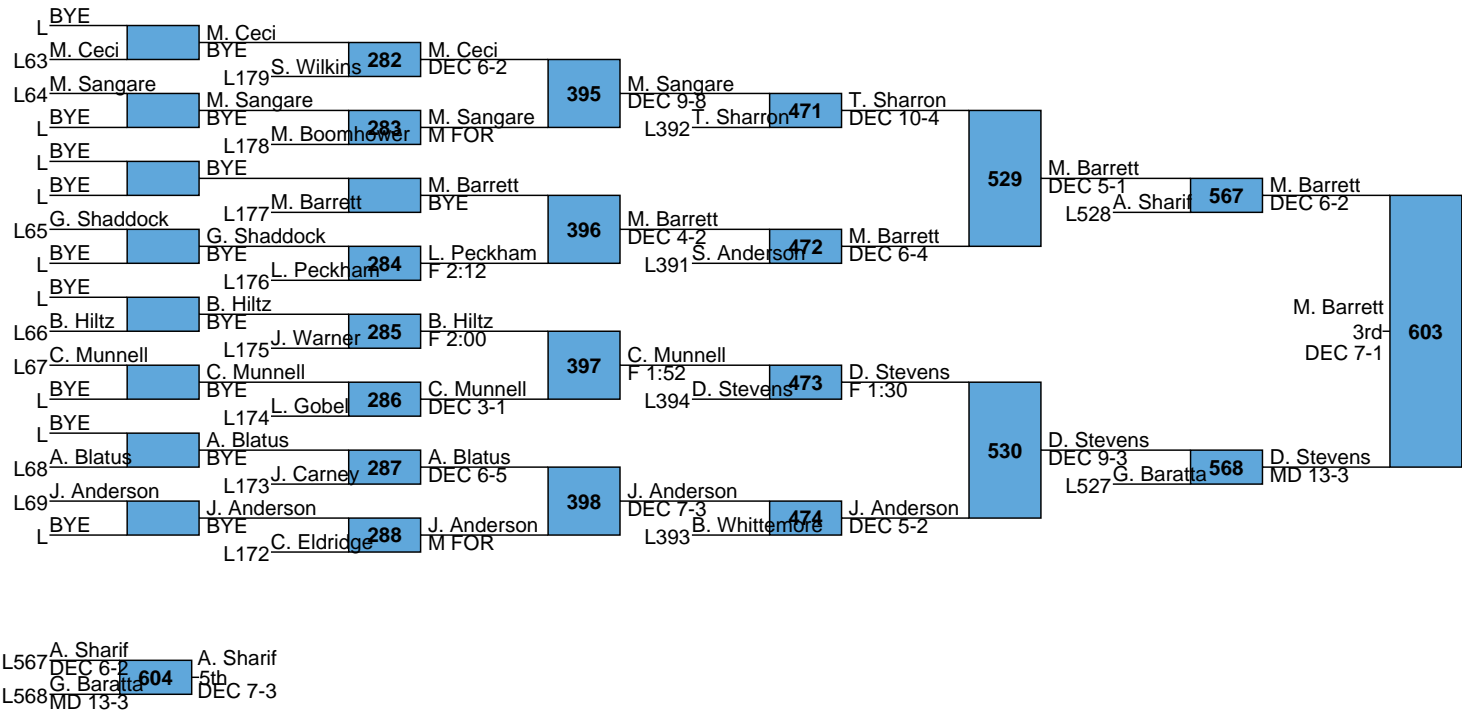 BYE
L
M. Ceci
L63
M. Ceci
BYE
S. Wilkins
L179
282
M. Ceci
DEC 6-2
M. Sangare
L64
BYE
L
M. Sangare
BYE
M. Boomhower
L178
283
M. Sangare
M FOR
395
M. Sangare
DEC 9-8
T. Sharron
L392
471
T. Sharron
DEC 10-4
BYE
L
BYE
L
BYE
M. Barrett
L177
M. Barrett
BYE
G. Shaddock
L65
BYE
L
G. Shaddock
BYE
L. Peckham
L176
284
L. Peckham
F 2:12
396
M. Barrett
DEC 4-2
S. Anderson
L391
472
M. Barrett
DEC 6-4
529
M. Barrett
DEC 5-1
A. Sharif
L528
567
M. Barrett
DEC 6-2
BYE
L
B. Hiltz
L66
B. Hiltz
BYE
J. Warner
L175
285
B. Hiltz
F 2:00
C. Munnell
L67
BYE
L
C. Munnell
BYE
L. Gobel
L174
286
C. Munnell
DEC 3-1
397
C. Munnell
F 1:52
D. Stevens
L394
473
D. Stevens
F 1:30
BYE
L
A. Blatus
L68
A. Blatus
BYE
J. Carney
L173
287
A. Blatus
DEC 6-5
J. Anderson
L69
BYE
L
J. Anderson
BYE
C. Eldridge
L172
288
J. Anderson
M FOR
398
J. Anderson
DEC 7-3
B. Whittemore
L393
474
J. Anderson
DEC 5-2
530
D. Stevens
DEC 9-3
G. Baratta
L527
568
D. Stevens
MD 13-3
M. Barrett
3rd
DEC 7-1
603
A. Sharif
L567
DEC 6-2
G. Baratta
L568
MD 13-3
604
A. Sharif
5th
DEC 7-3